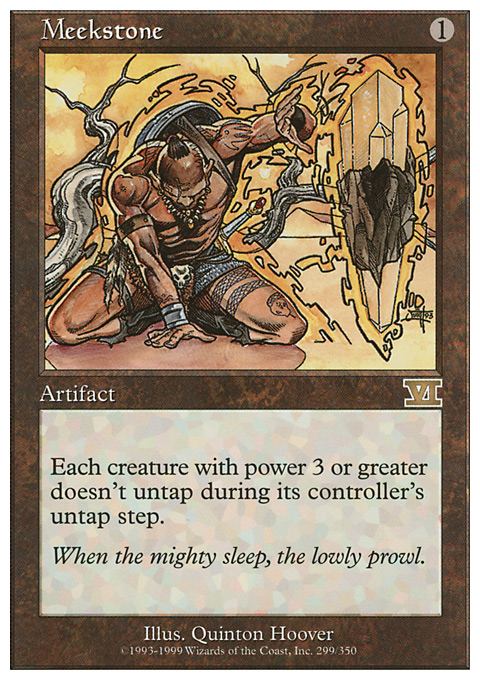 Meekstone
1
Artifact
VI
Each creature with power 3 or greater
doesn't untap during its controller's
untap step.
When the mighty sleep, the lowly prowl.
Illus. Quinton Hoover
©1993-1999 Wizards of the Coast, Inc. 299/350